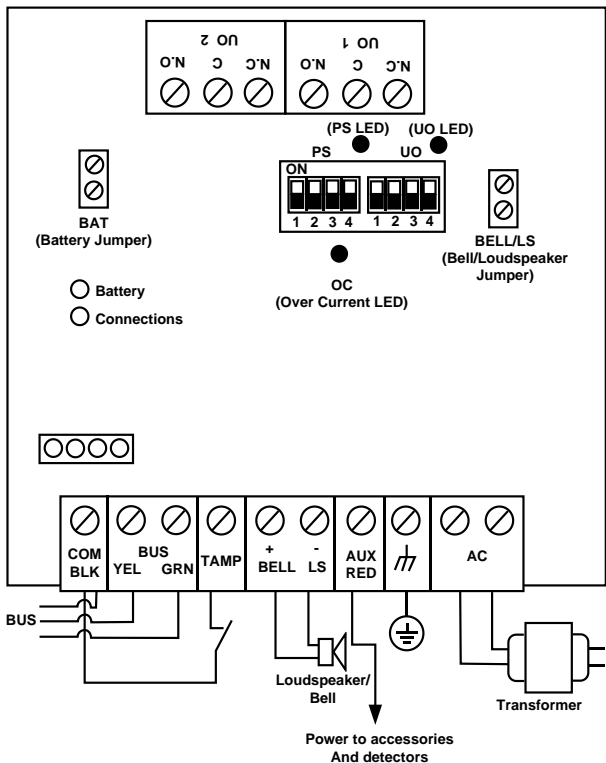 UO 2 UO 1
N.O C N.C N.O C N.C
(PS LED) (UO LED)
PS UO
ON
1 2 3 4 1 2 3 4
BAT
(Battery Jumper)
BELL/LS
(Bell/Loudspeaker
Jumper)
OC
(Over Current LED)
Battery
Connections
COM
BLK
BUS
YEL GRN
TAMP
+ -
BELL LS
AUX
RED
AC
BUS
Loudspeaker/
Bell
Transformer
Power to accessories
And detectors